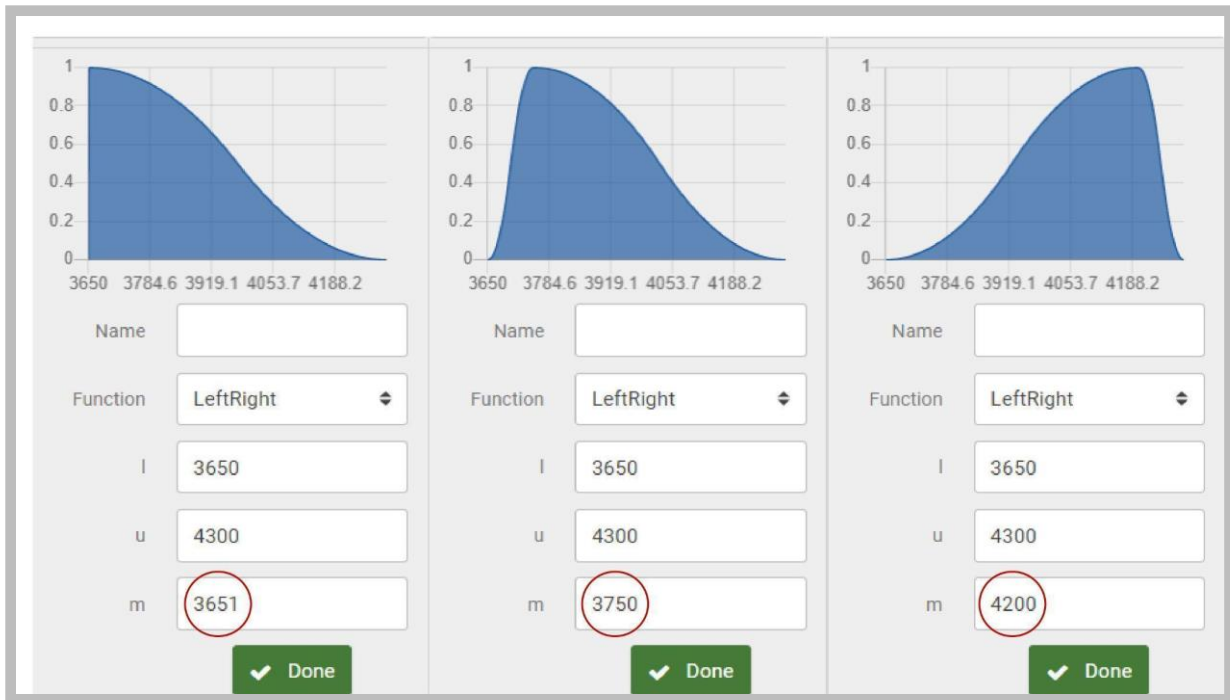 1
0.8
0.6
0.4
0.2
0
3650 3784.6 3919.1 4053.7 4188.2
Name
Function LeftRight
l 3650
u 4300
m 3651
Done
1
0.8
0.6
0.4
0.2
0
3650 3784.6 3919.1 4053.7 4188.2
Name
Function LeftRight
l 3650
u 4300
m 3750
Done
1
0.8
0.6
0.4
0.2
0
3650 3784.6 3919.1 4053.7 4188.2
Name
Function LeftRight
l 3650
u 4300
m 4200
Done